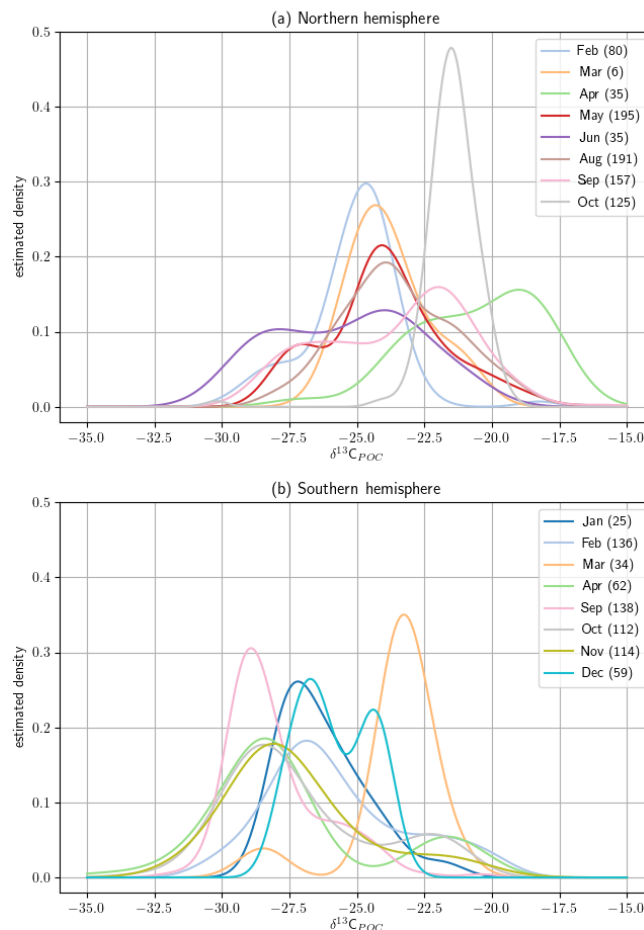 (a) Northern hemisphere
0.5
0.4
0.3
0.2
0.1
0.0
estimated density
Feb (80)
Mar (6)
Apr (35)
May (195)
Jun (35)
Aug (191)
Sep (157)
Oct (125)
−35.0 −32.5 −30.0 −27.5 −25.0 −22.5 −20.0 −17.5 −15.0
δ¹³C_POC
(b) Southern hemisphere
0.5
0.4
0.3
0.2
0.1
0.0
estimated density
Jan (25)
Feb (136)
Mar (34)
Apr (62)
Sep (138)
Oct (112)
Nov (114)
Dec (59)
−35.0 −32.5 −30.0 −27.5 −25.0 −22.5 −20.0 −17.5 −15.0
δ¹³C_POC